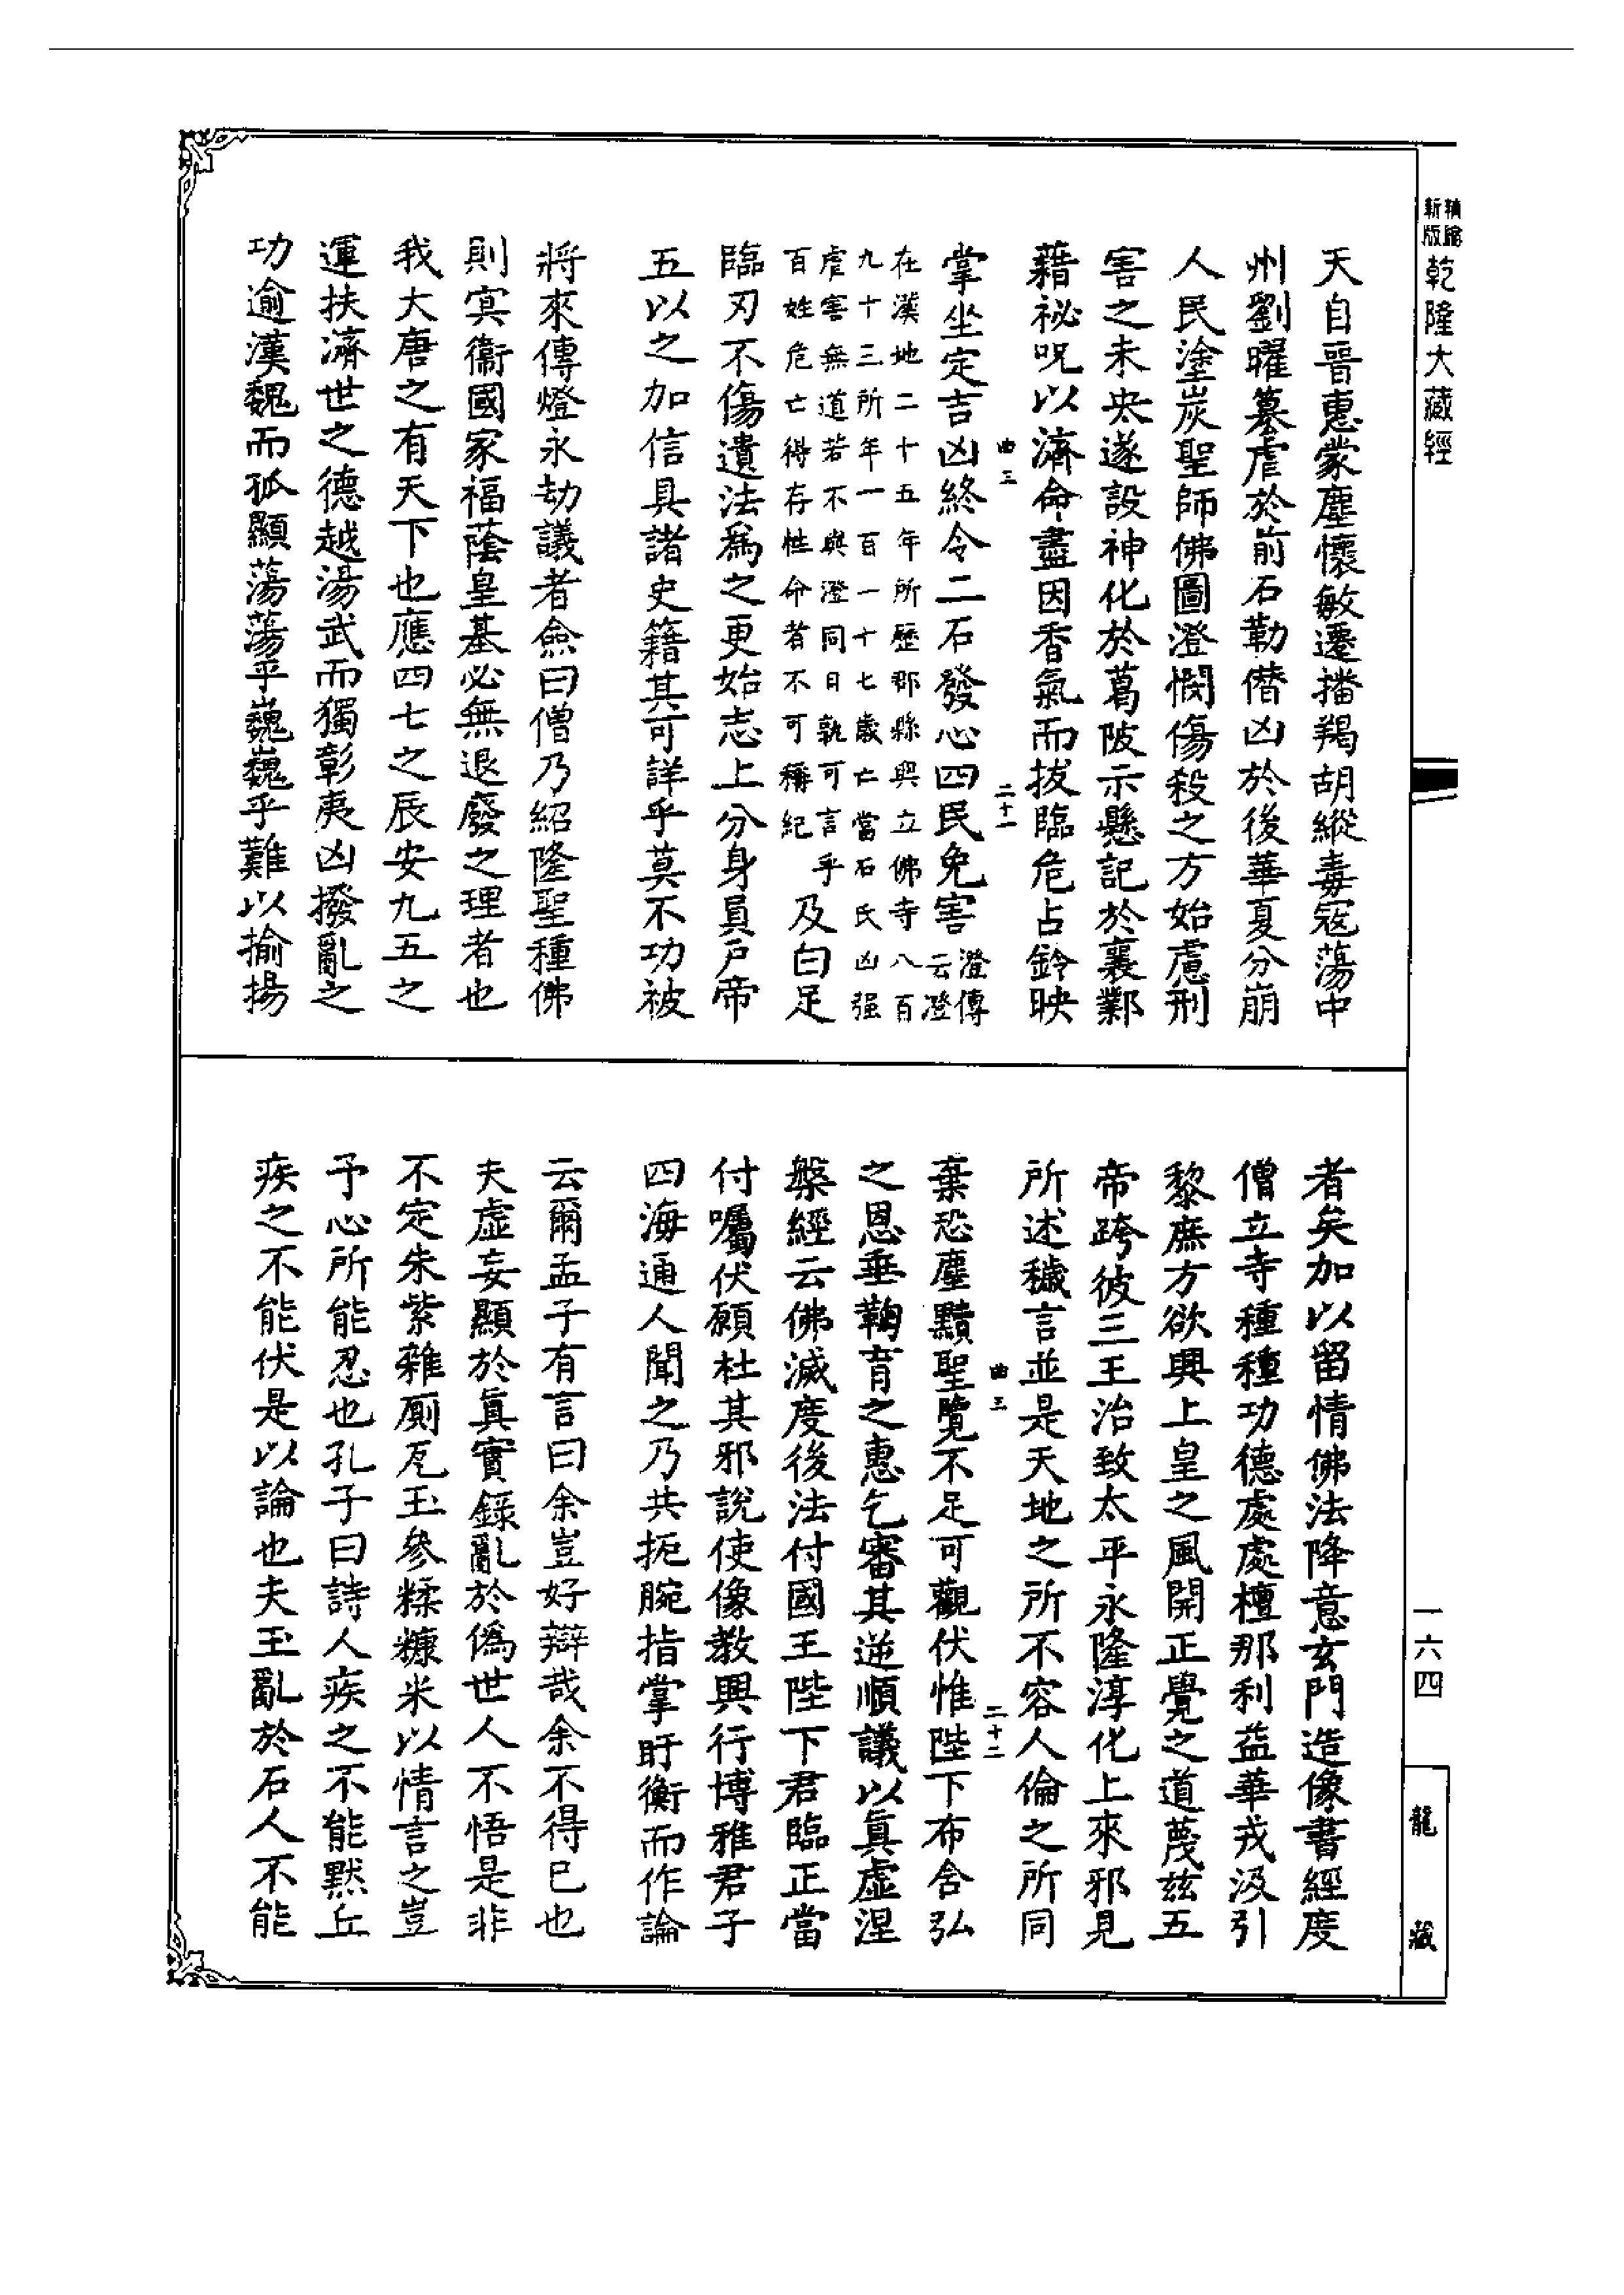 新版
乾隆大藏經
天自晉惠蒙塵懷敏遷播羯胡縱毒寇蕩中
州劉曜篡虐於前石勒僭凶於後華夏分崩
人民塗炭聖師佛圖澄憫傷殺之方始慮刑
害之未央遂設神化於葛陂示懸記於襄鄴
藉祕呪以濟命盡因香氣而拔臨危占鈴映
曲三 二十一
掌坐定吉凶終令二石發心四民免害澄傳云澄
在漢地二十五年所歷郡縣興立佛寺八百
九十三所年一百一十七歲亡當石氏凶强
虐害無道若不與澄同日孰可言乎
百姓危亡得存性命者不可稱紀及白足
臨刃不傷遺法爲之更始志上分身員戶帝
五以之加信具諸史籍其可詳乎莫不功被
將來傳燈永劫議者僉曰僧乃紹隆聖種佛
則冥衞國家福蔭皇基必無退廢之理者也
我大唐之有天下也應四七之辰安九五之
運扶濟世之德越湯武而獨彰夷凶撥亂之
功逾漢魏而孤顯蕩蕩乎巍巍乎難以揄揚
者矣加以留情佛法降意玄門造像書經度
僧立寺種種功德處處檀那利益華戎汲引
黎庶方欲興上皇之風開正覺之道蔑茲五
帝跨彼三王治致太平永隆淳化上來邪見
所述穢言並是天地之所不容人倫之所同
曲三 二十二
棄恐塵黷聖覽不足可觀伏惟陛下布含弘
之恩垂鞠育之惠乞審其逆順議以眞虛涅
槃經云佛滅度後法付國王陛下君臨正當
付囑伏願杜其邪說使像教興行博雅君子
四海通人聞之乃共扼腕指掌盱衡而作論
云爾孟子有言曰余豈好辯哉余不得已也
夫虛妄顯於眞實錄亂於僞世人不悟是非
不定朱紫雜厠瓦玉參糅糠米以情言之豈
予心所能忍也孔子曰詩人疾之不能默丘
疾之不能伏是以論也夫玉亂於石人不能
一六四
龍藏